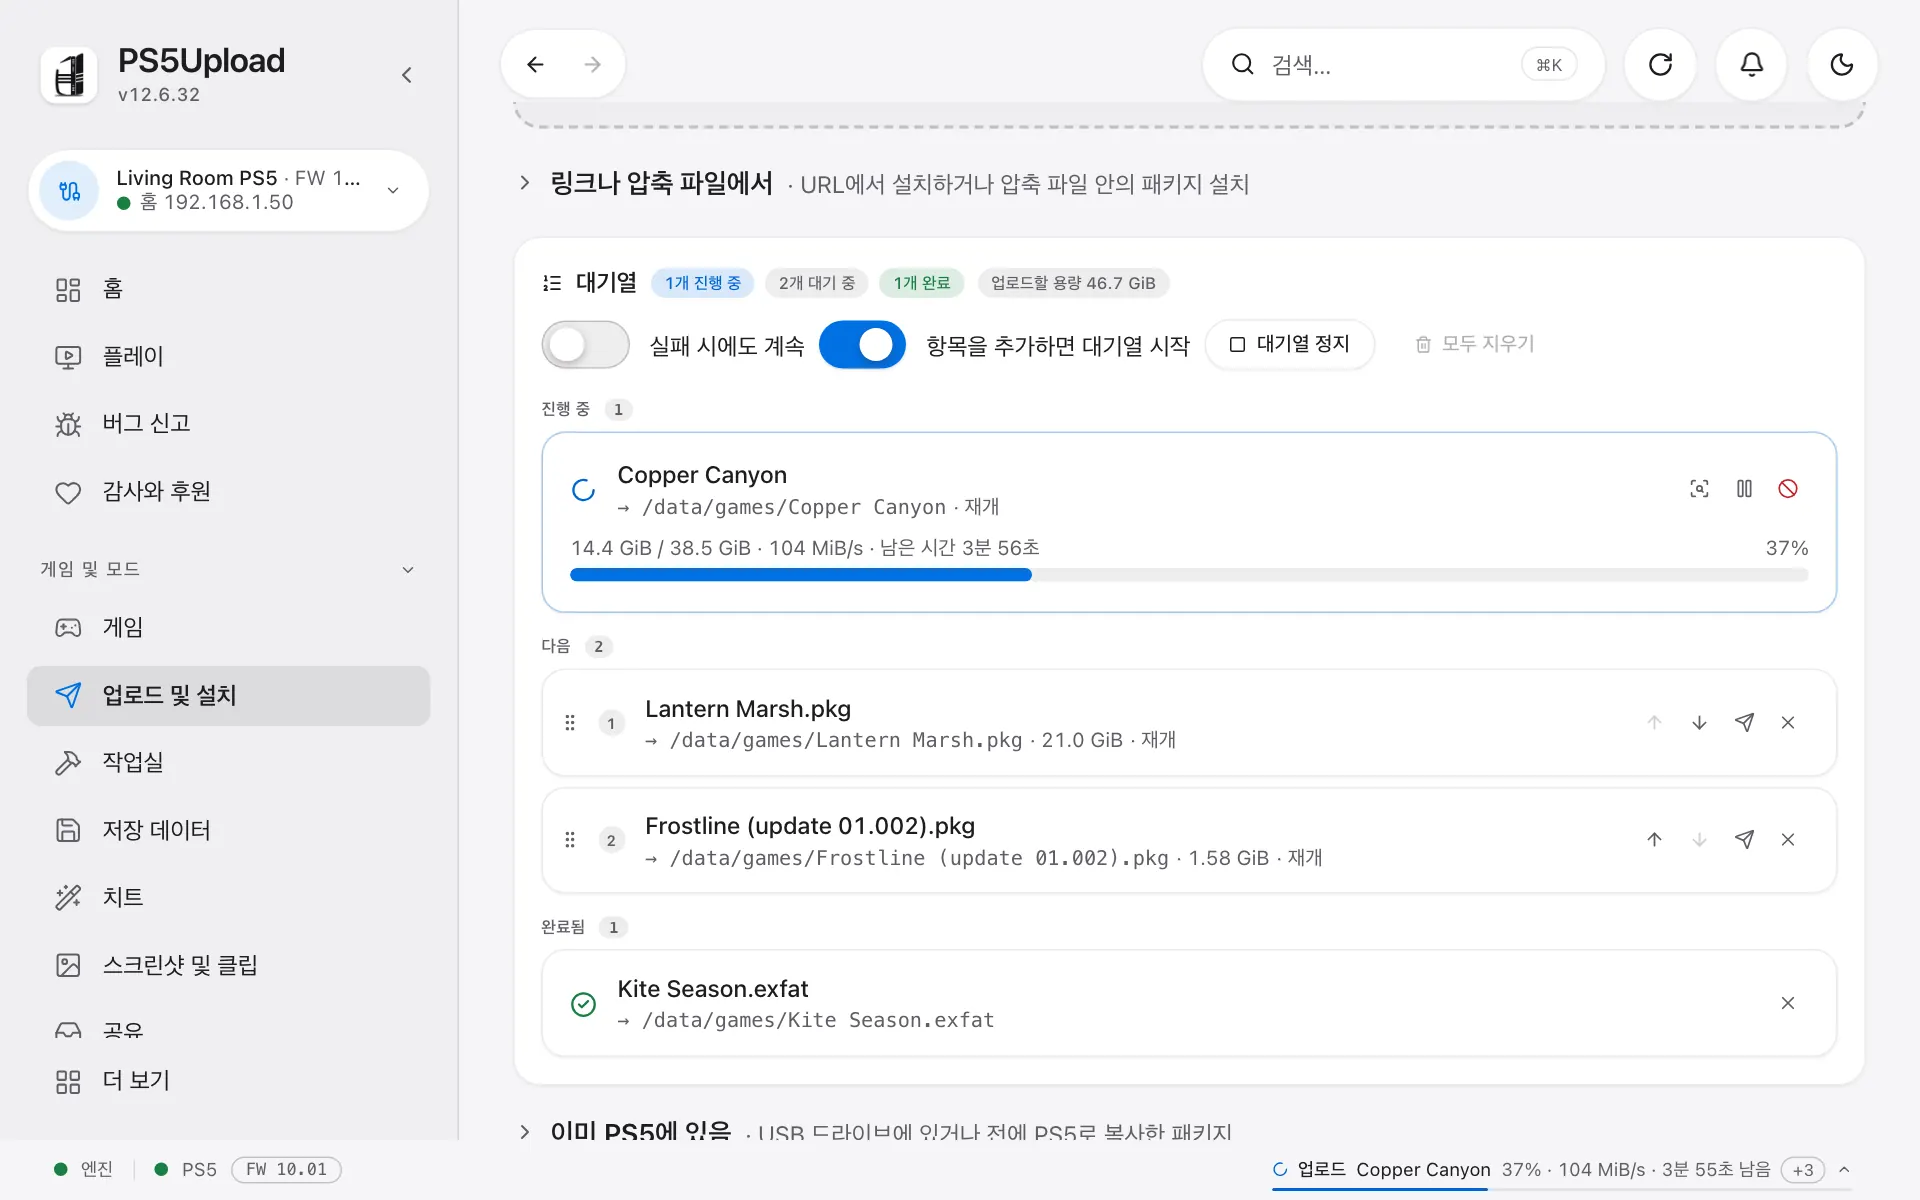 PS5Upload
v12.6.32
Living Room PS5 · FW 1...
홈 192.168.1.50
홈
플레이
버그 신고
감사와 후원
게임 및 모드
게임
업로드 및 설치
작업실
저장 데이터
치트
스크린샷 및 클립
공유
더 보기
검색...
⌘K
링크나 압축 파일에서 · URL에서 설치하거나 압축 파일 안의 패키지 설치
대기열 1개 진행 중 2개 대기 중 1개 완료 업로드할 용량 46.7 GiB
실패 시에도 계속 항목을 추가하면 대기열 시작 대기열 정지 모두 지우기
진행 중 1
Copper Canyon
→ /data/games/Copper Canyon · 재개
14.4 GiB / 38.5 GiB · 104 MiB/s · 남은 시간 3분 56초 37%
다음 2
1 Lantern Marsh.pkg
→ /data/games/Lantern Marsh.pkg · 21.0 GiB · 재개
2 Frostline (update 01.002).pkg
→ /data/games/Frostline (update 01.002).pkg · 1.58 GiB · 재개
완료됨 1
Kite Season.exfat
→ /data/games/Kite Season.exfat
이미 PS5에 있음 · USB 드라이브에 있거나 전에 PS5로 복사한 패키지
엔진 PS5 FW 10.01
업로드 Copper Canyon 37% · 104 MiB/s · 3분 55초 남음 +3